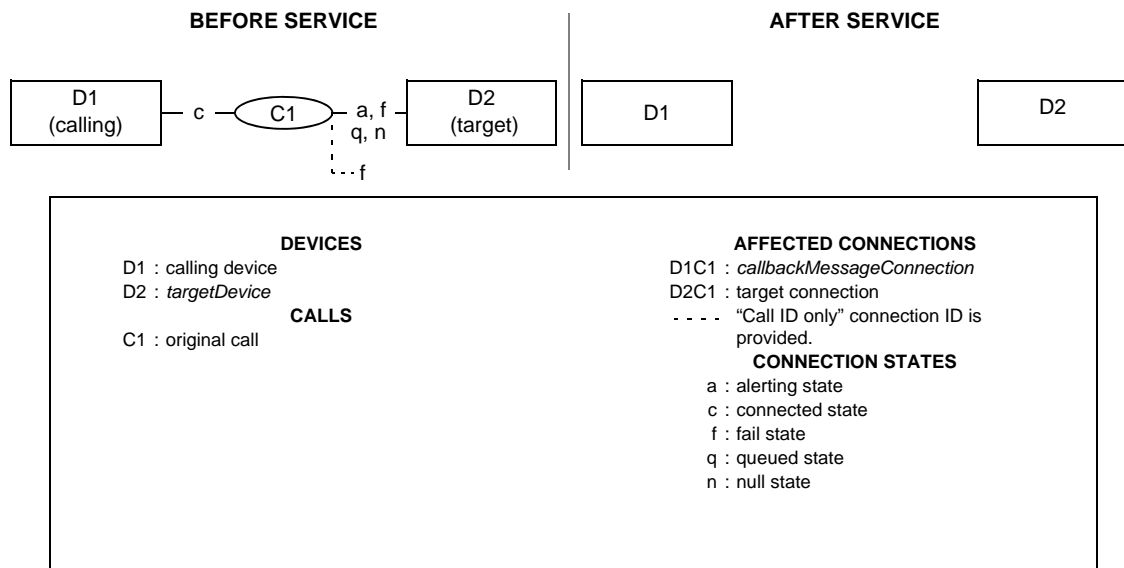 BEFORE SERVICE
AFTER SERVICE
D1
(calling)
c
C1
a, f
q, n
f
D2
(target)
D1
D2
DEVICES
D1 : calling device
D2 : targetDevice
CALLS
C1 : original call
AFFECTED CONNECTIONS
D1C1 : callbackMessageConnection
D2C1 : target connection
- - - - “Call ID only” connection ID is
provided.
CONNECTION STATES
a : alerting state
c : connected state
f : fail state
q : queued state
n : null state